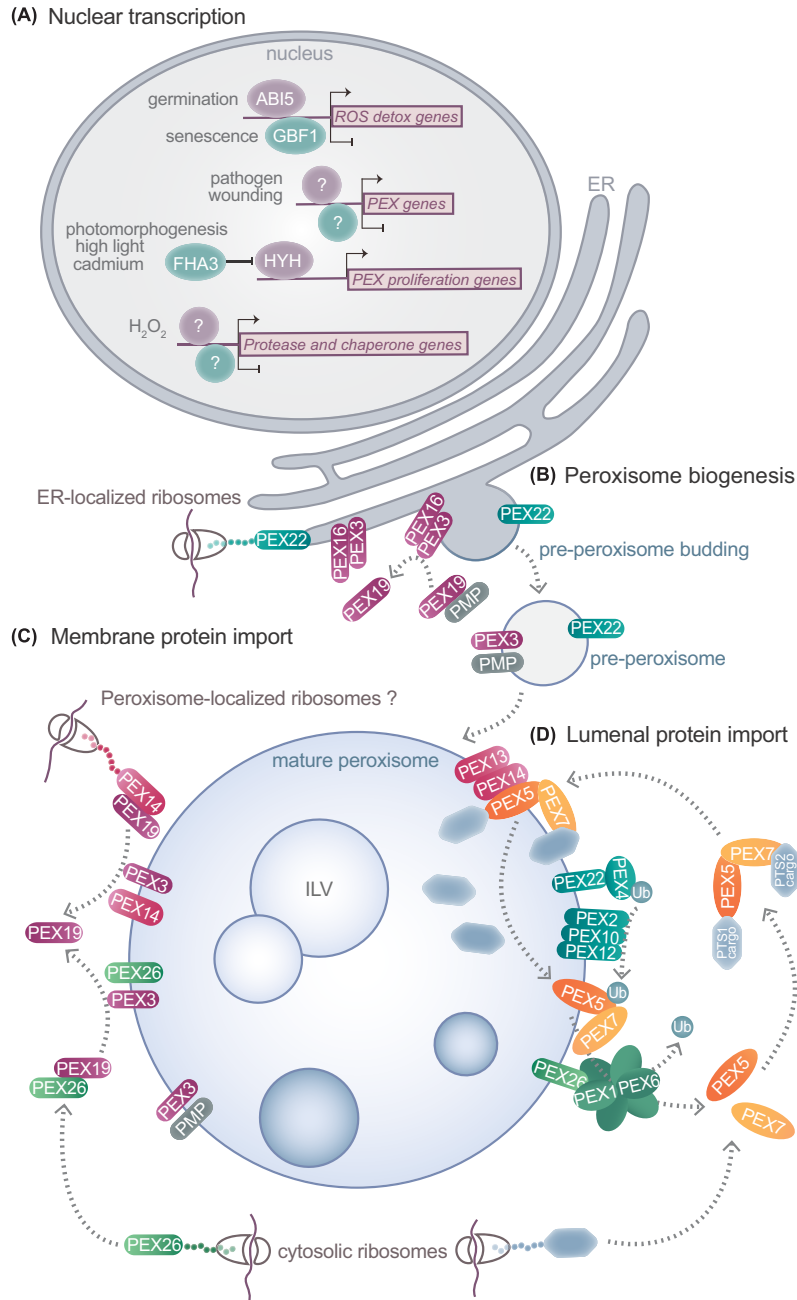 (A) Nuclear transcription
nucleus
germination
ABI5
ROS detox genes
senescence
GBF1
pathogen
wounding
?
?
PEX genes
photomorphogenesis
high light
cadmium
FHA3
HYH
PEX proliferation genes
H2O2
?
?
Protease and chaperone genes
ER
(B) Peroxisome biogenesis
ER-localized ribosomes
PEX22
PEX16
PEX3
PEX16
PEX3
PEX22
pre-peroxisome budding
PEX19
PEX19
PMP
PEX3
PMP
PEX22
pre-peroxisome
(C) Membrane protein import
Peroxisome-localized ribosomes ?
PEX14
PEX19
PEX3
PEX14
PEX19
PEX26
PEX3
PEX19
PEX26
PEX3
PMP
PEX26
cytosolic ribosomes
mature peroxisome
ILV
(D) Lumenal protein import
PEX13
PEX14
PEX5
PEX7
PEX22
PEX4
Ub
PEX2
PEX10
PEX12
Ub
PEX5
PEX7
PEX26
PEX1
PEX6
Ub
PEX5
PEX7
PEX5
PEX7
PTS2
cargo
PTS1
cargo